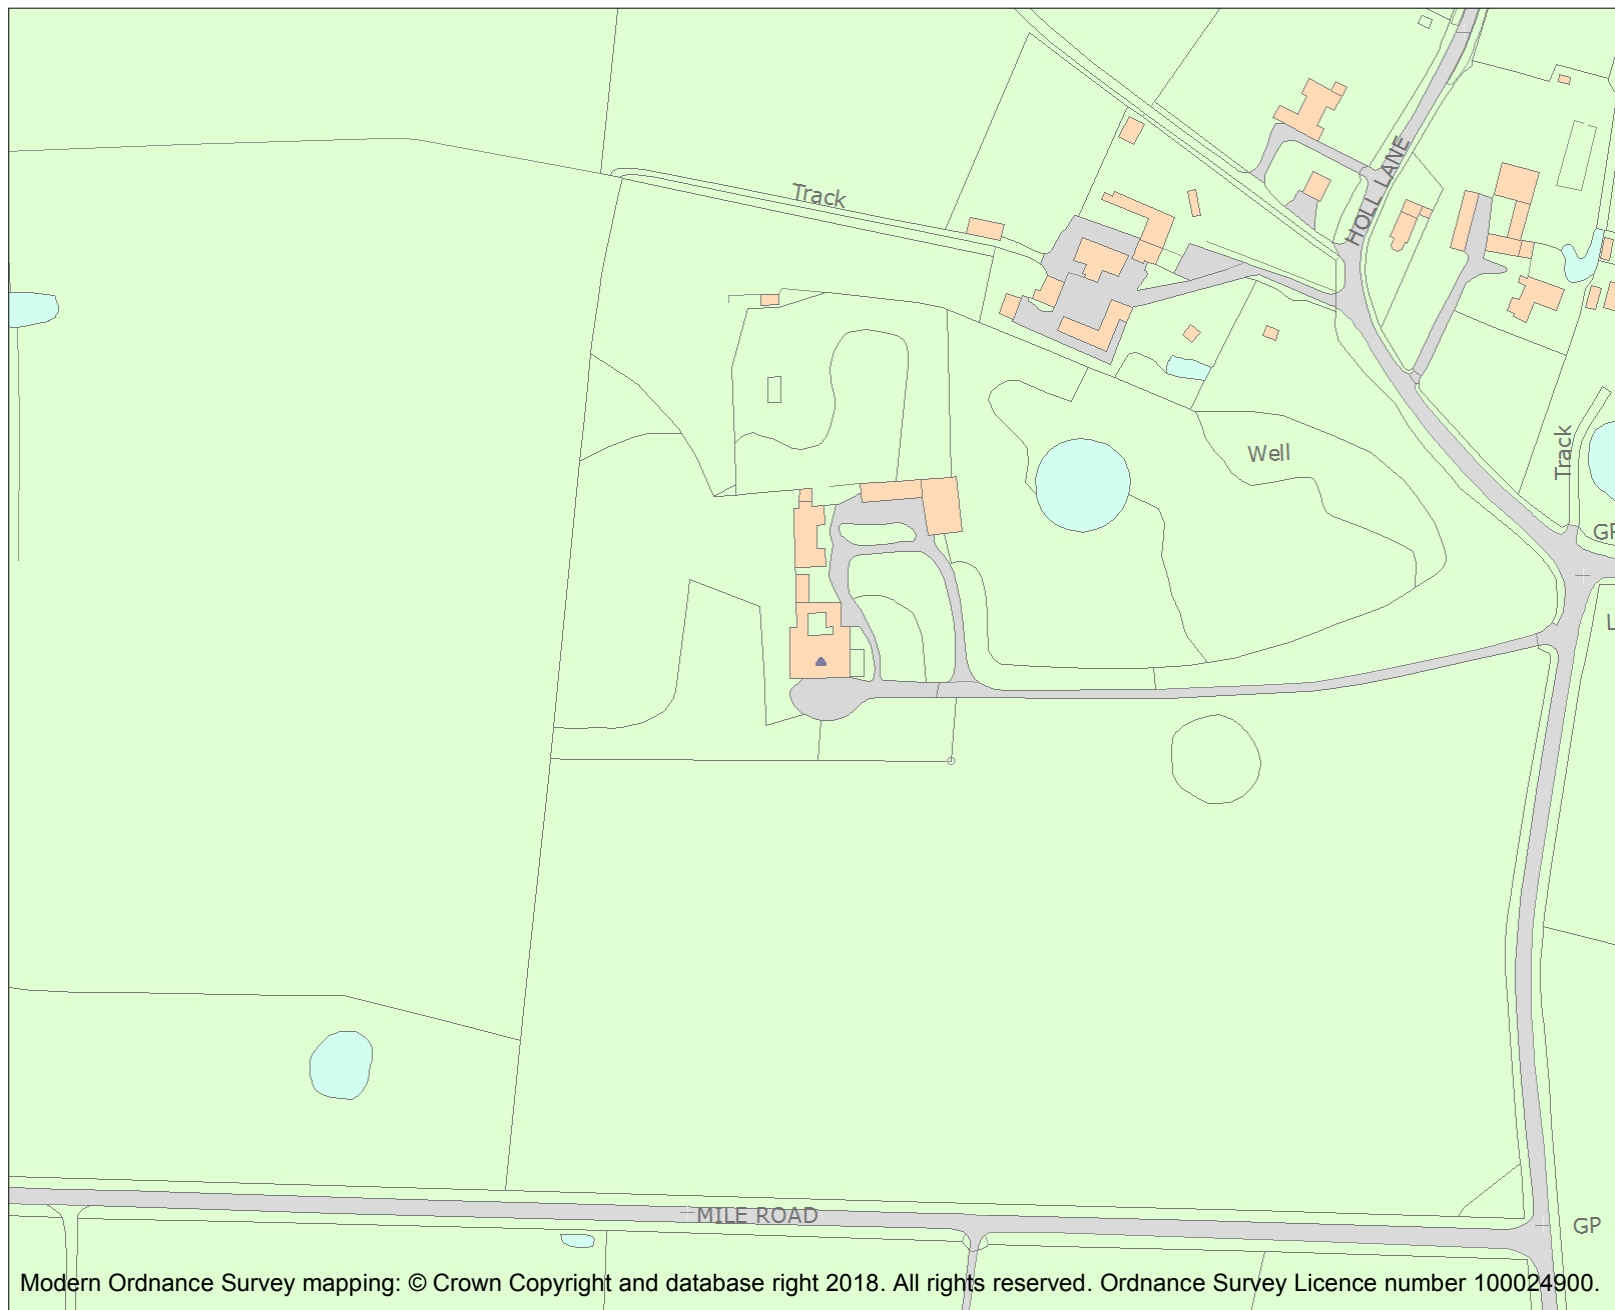 Track
HOLL LANE
Well
Track
MILE ROAD
GP
Modern Ordnance Survey mapping: © Crown Copyright and database right 2018. All rights reserved. Ordnance Survey Licence number 100024900.